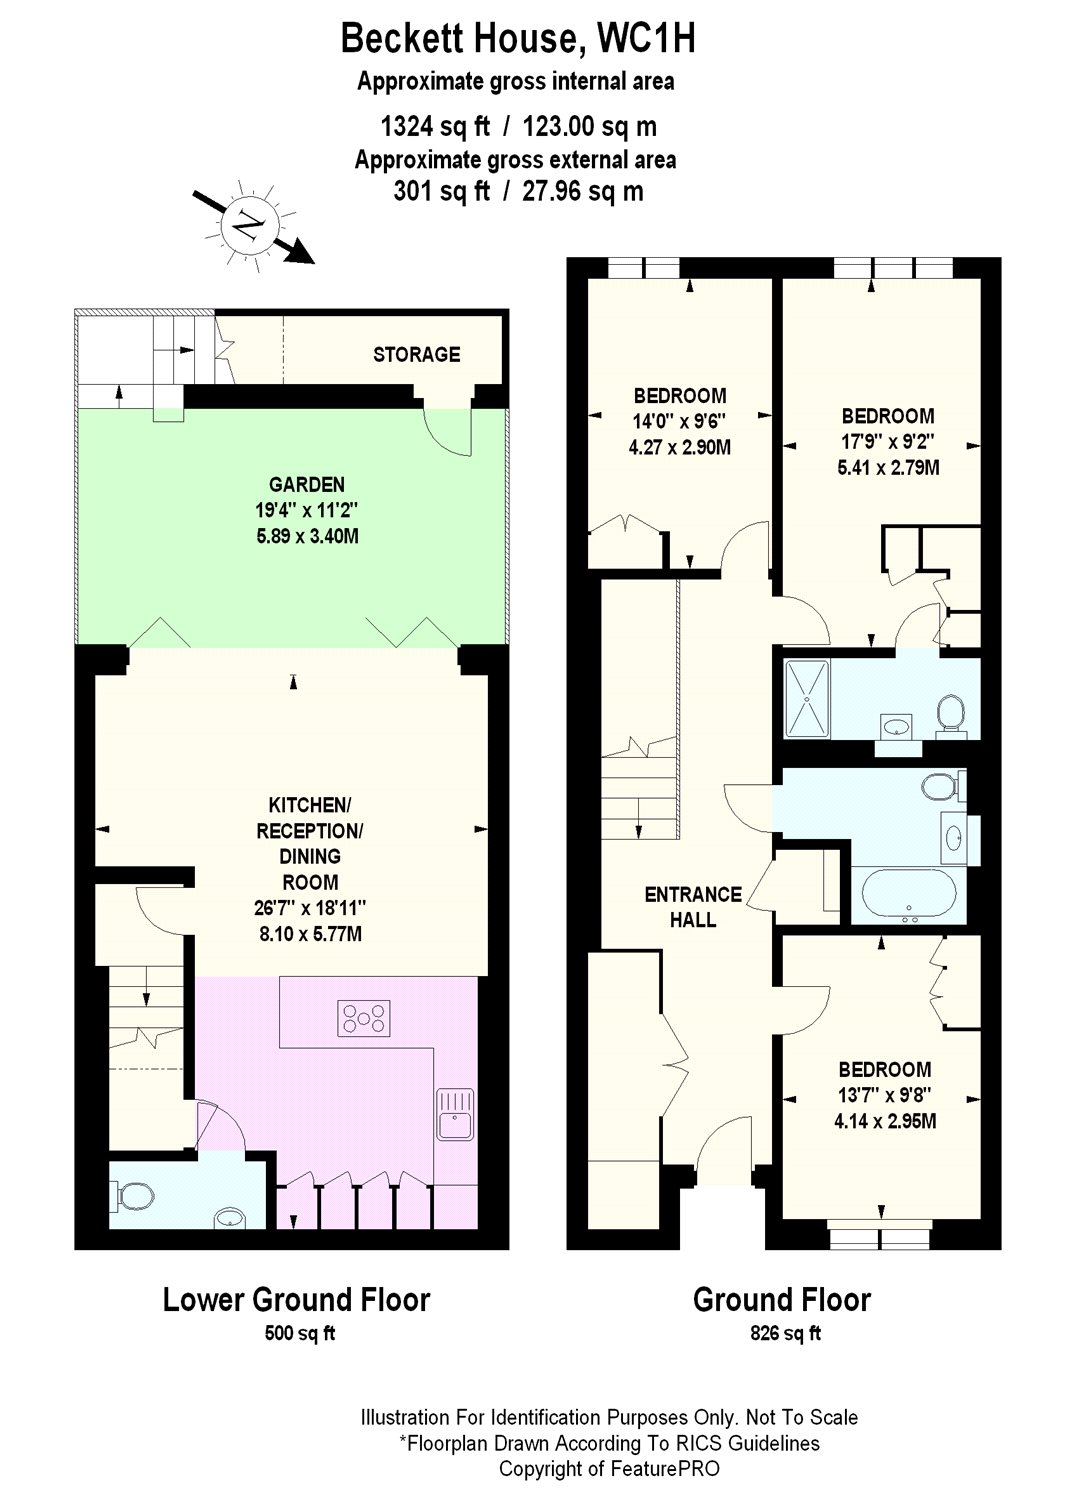 Beckett House, WC1H
Approximate gross internal area
1324 sq ft / 123.00 sq m
Approximate gross external area
301 sq ft / 27.96 sq m
N
STORAGE
GARDEN
19'4" x 11'2"
5.89 x 3.40M
KITCHEN/
RECEPTION/
DINING
ROOM
26'7" x 18'11"
8.10 x 5.77M
Lower Ground Floor
500 sq ft
BEDROOM
14'0" x 9'6"
4.27 x 2.90M
BEDROOM
17'9" x 9'2"
5.41 x 2.79M
ENTRANCE
HALL
BEDROOM
13'7" x 9'8"
4.14 x 2.95M
Ground Floor
826 sq ft
Illustration For Identification Purposes Only. Not To Scale
*Floorplan Drawn According To RICS Guidelines
Copyright of FeaturePRO